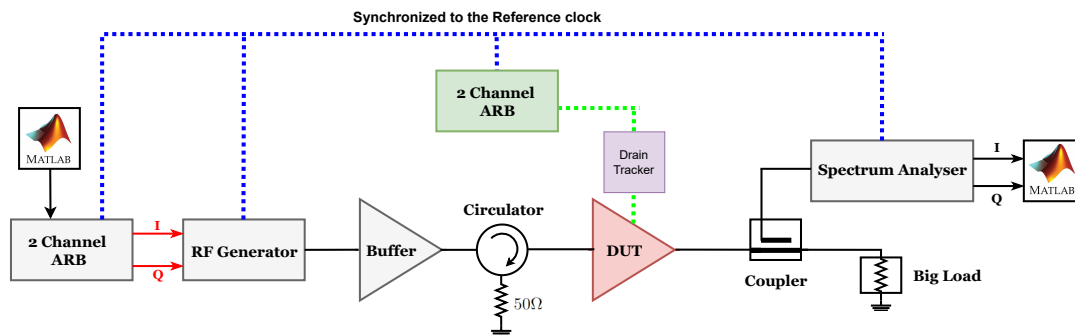 Synchronized to the Reference clock
2 Channel
ARB
Drain
Tracker
MATLAB
I
Spectrum Analyser
Q
MATLAB
Circulator
2 Channel
ARB
I
Q
RF Generator
Buffer
DUT
50Ω
Coupler
Big Load